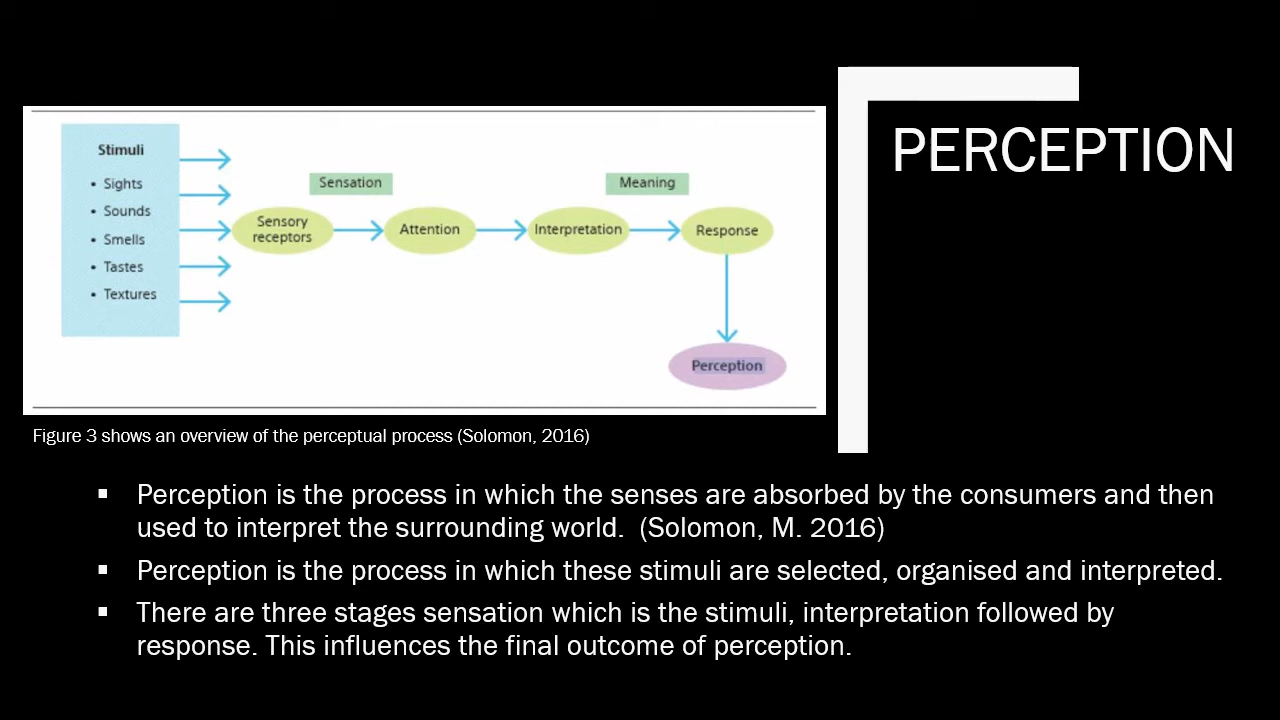 PERCEPTION
Stimuli
• Sights
• Sounds
• Smells
• Tastes
• Textures
Sensation
Meaning
Sensory
receptors
Attention
Interpretation
Response
Perception
Figure 3 shows an overview of the perceptual process (Solomon, 2016)
▪ Perception is the process in which the senses are absorbed by the consumers and then
used to interpret the surrounding world.  (Solomon, M. 2016)
▪ Perception is the process in which these stimuli are selected, organised and interpreted.
▪ There are three stages sensation which is the stimuli, interpretation followed by
response. This influences the final outcome of perception.